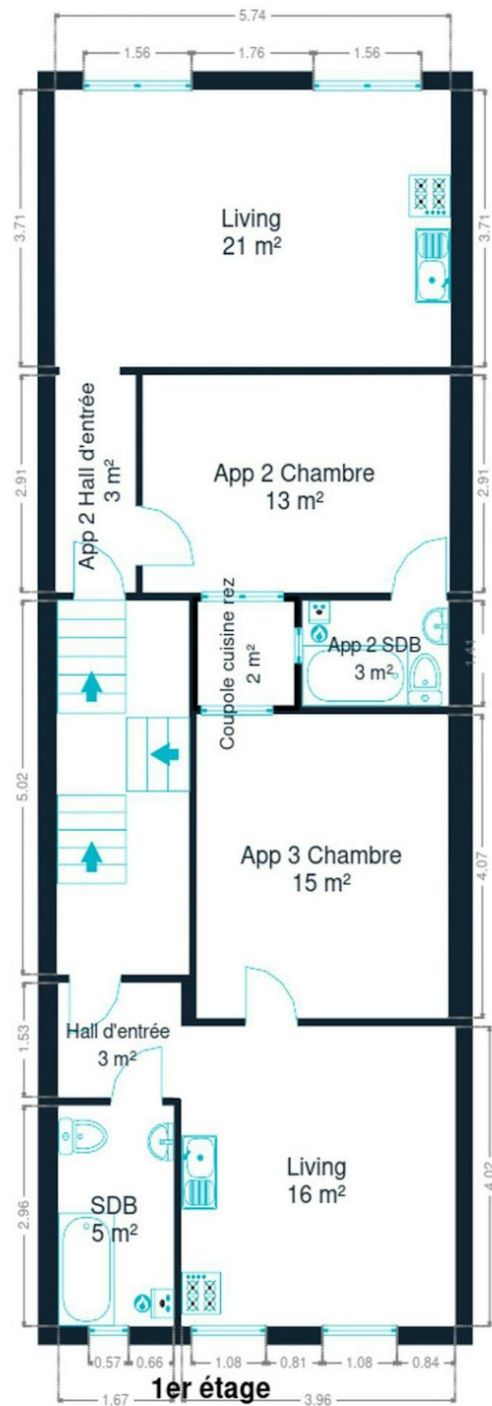 5.74
1.56
1.76
1.56
3.71
3.71
Living
21 m²
App 2 Hall d'entrée
3 m²
2.91
2.91
App 2 Chambre
13 m²
Coupole cuisine rez
2 m²
App 2 SDB
3 m²
1.41
5.02
App 3 Chambre
15 m²
4.07
Hall d'entrée
3 m²
1.53
Living
16 m²
4.02
SDB
5 m²
2.96
0.57
0.66
1.08
0.81
1.08
0.84
1.67
1er étage
3.96